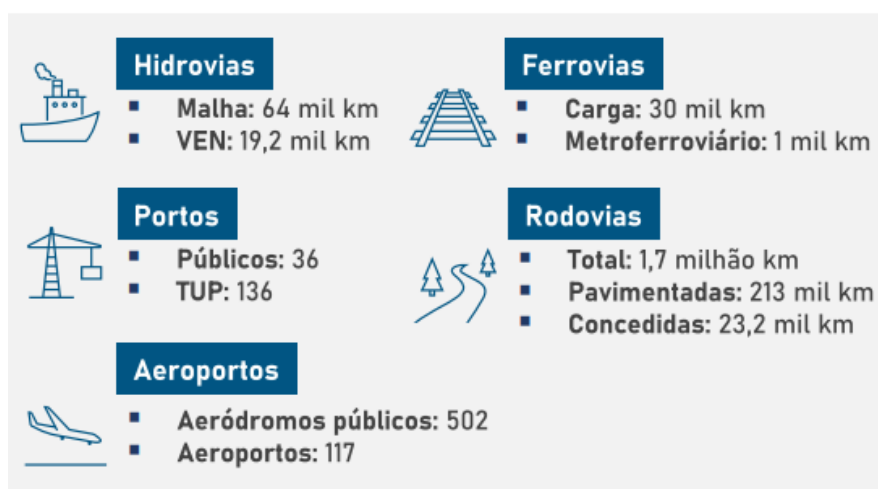 Hidrovias
▪ Malha: 64 mil km
▪ VEN: 19,2 mil km
Ferrovias
▪ Carga: 30 mil km
▪ Metroferroviário: 1 mil km
Portos
▪ Públicos: 36
▪ TUP: 136
Rodovias
▪ Total: 1,7 milhão km
▪ Pavimentadas: 213 mil km
▪ Concedidas: 23,2 mil km
Aeroportos
▪ Aeródromos públicos: 502
▪ Aeroportos: 117